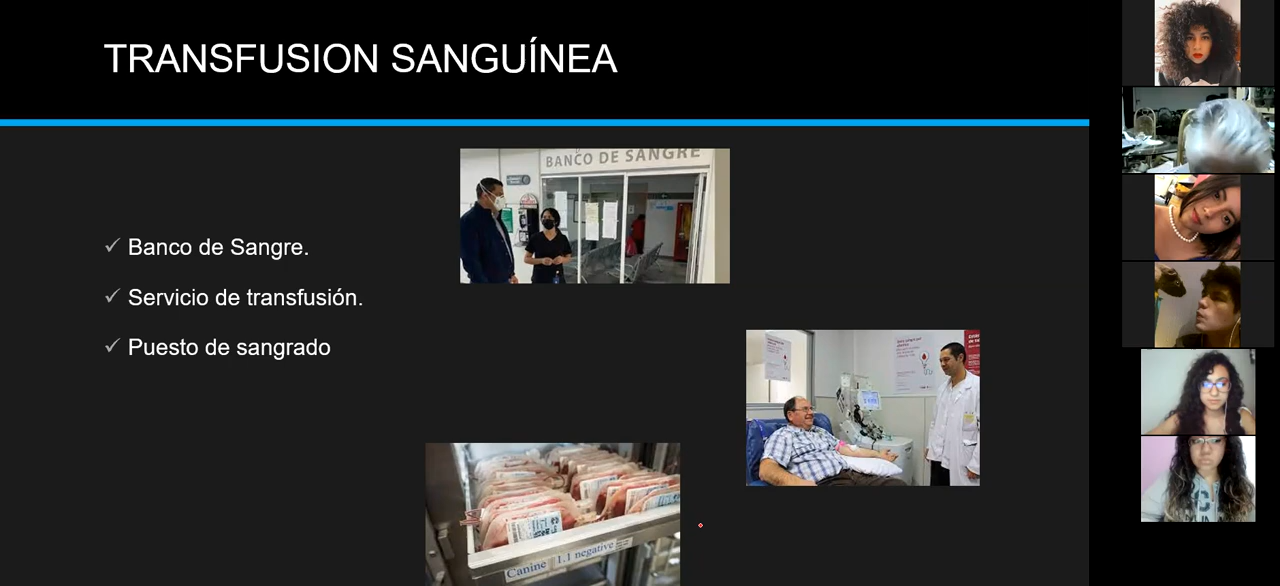 TRANSFUSION SANGUÍNEA
BANCO DE SANGRE
Banco de Sangre.
Servicio de transfusión.
Puesto de sangrado
Canine 1.1 negative